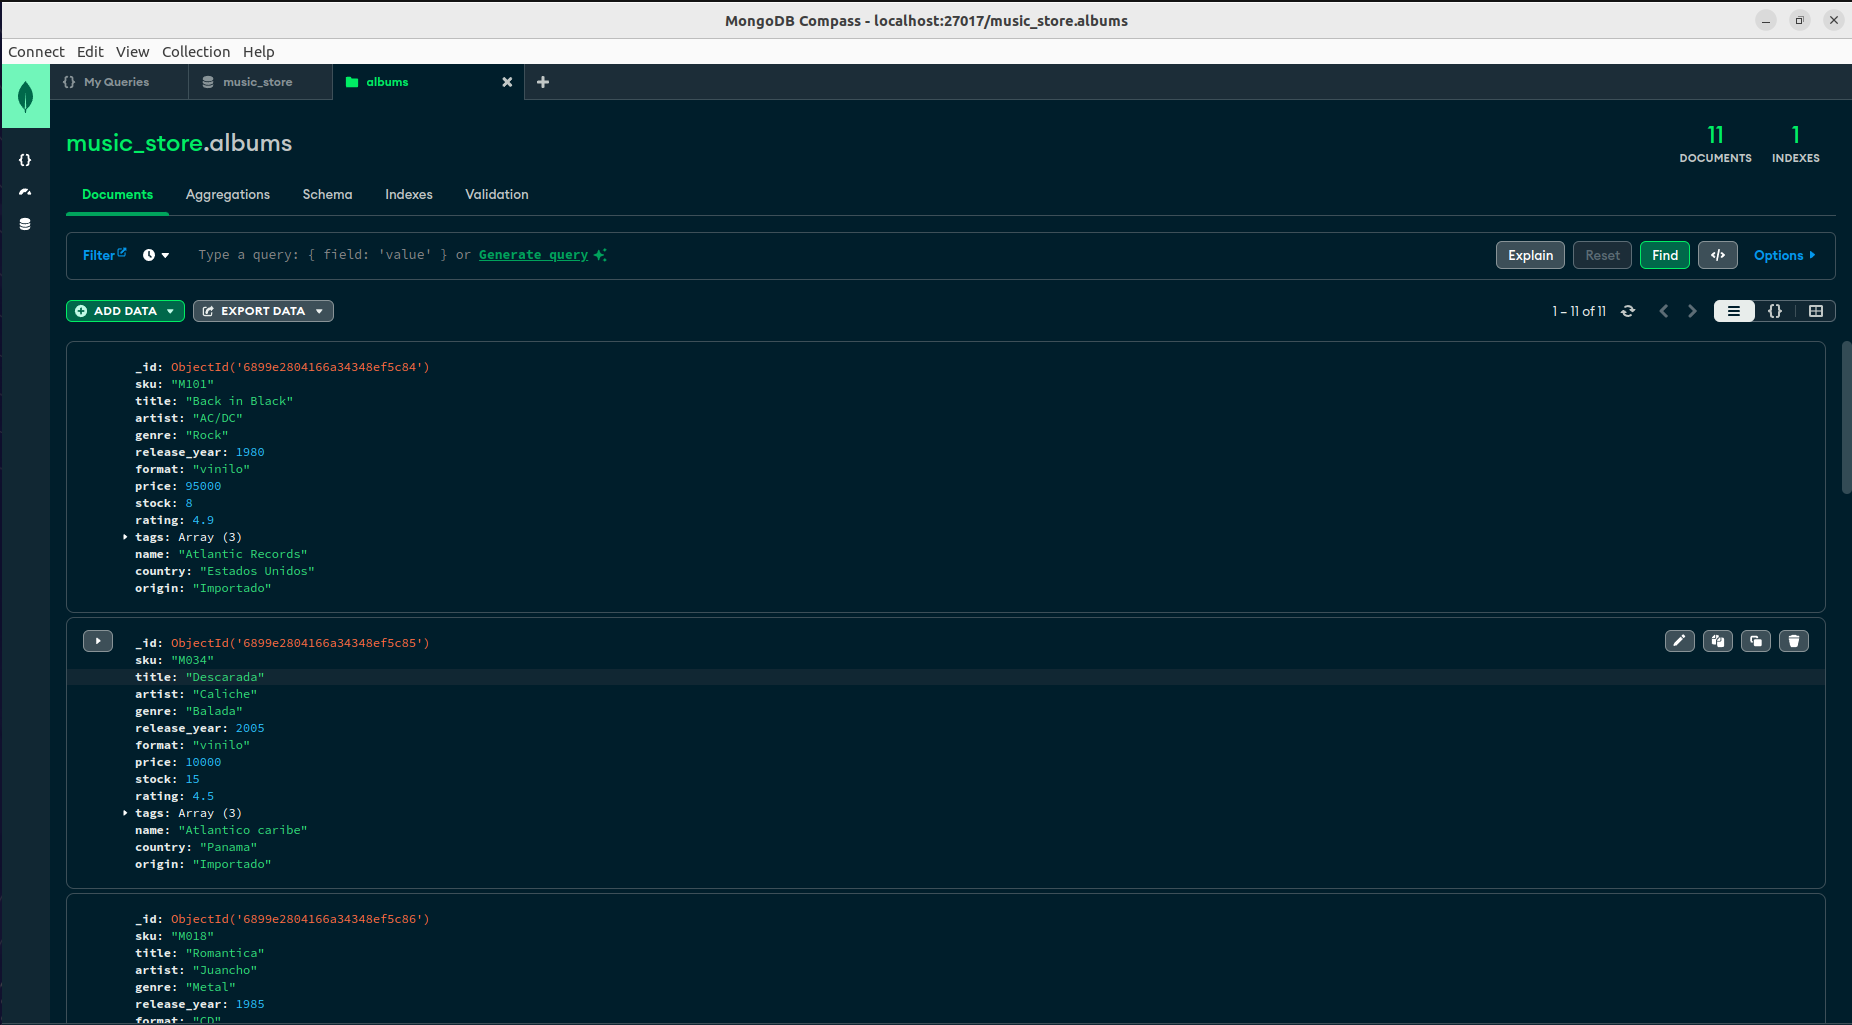 MongoDB Compass - localhost:27017/music_store.albums
Connect Edit View Collection Help
{} My Queries music_store albums
music_store.albums
11 DOCUMENTS 1 INDEXES
Documents Aggregations Schema Indexes Validation
Filter Type a query: { field: 'value' } or Generate query Explain Reset Find </> Options
ADD DATA EXPORT DATA 1 – 11 of 11 {}
_id: ObjectId('6899e2804166a34348ef5c84')
sku: "M101"
title: "Back in Black"
artist: "AC/DC"
genre: "Rock"
release_year: 1980
format: "vinilo"
price: 95000
stock: 8
rating: 4.9
tags: Array (3)
name: "Atlantic Records"
country: "Estados Unidos"
origin: "Importado"
_id: ObjectId('6899e2804166a34348ef5c85')
sku: "M034"
title: "Descarada"
artist: "Caliche"
genre: "Balada"
release_year: 2005
format: "vinilo"
price: 10000
stock: 15
rating: 4.5
tags: Array (3)
name: "Atlantico caribe"
country: "Panama"
origin: "Importado"
_id: ObjectId('6899e2804166a34348ef5c86')
sku: "M018"
title: "Romantica"
artist: "Juancho"
genre: "Metal"
release_year: 1985
format: "CD"